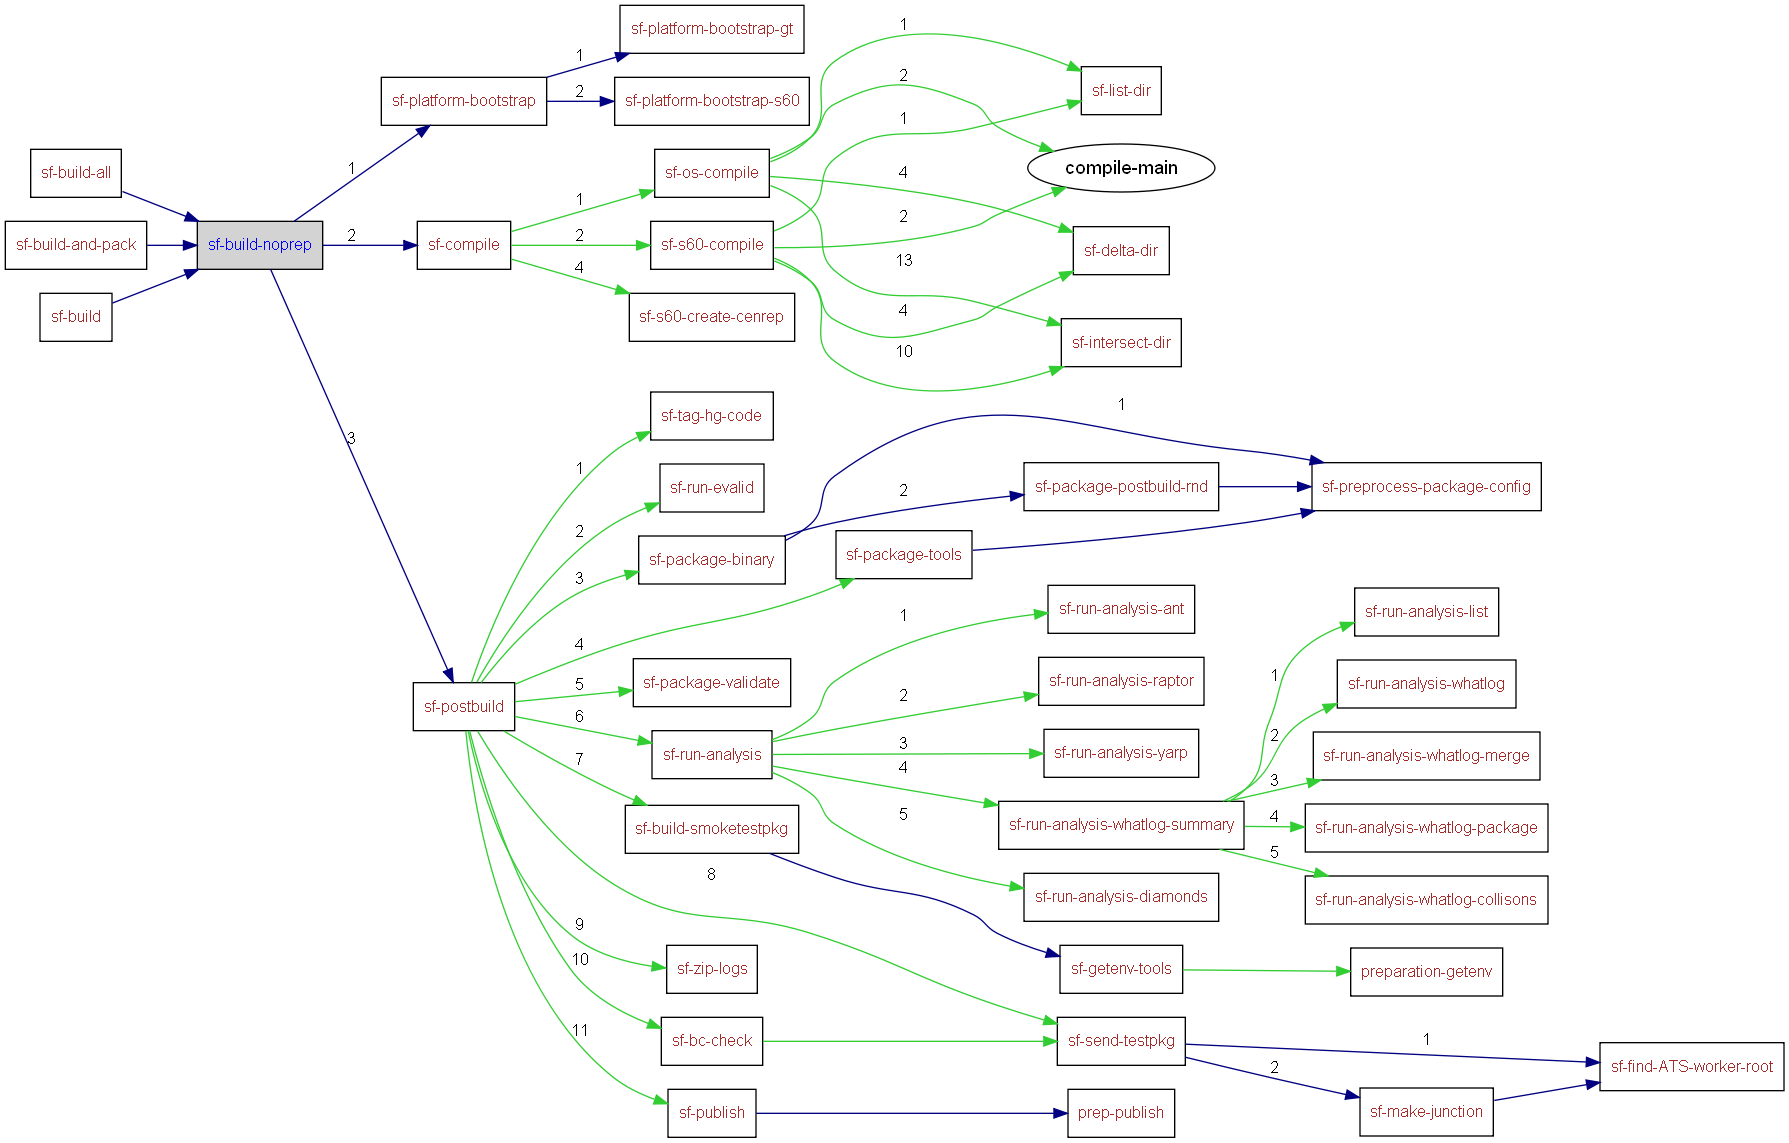 sf-platform-bootstrap-gt
1
sf-platform-bootstrap
2
sf-platform-bootstrap-s60
1
sf-build-all
sf-build-and-pack
sf-build
sf-build-noprep
2
3
sf-compile
1
2
4
sf-os-compile
sf-s60-compile
sf-s60-create-cenrep
1
2
1
4
2
13
4
10
sf-list-dir
compile-main
sf-delta-dir
sf-intersect-dir
sf-postbuild
1
2
3
4
5
6
7
8
9
10
11
sf-tag-hg-code
sf-run-evalid
sf-package-binary
1
2
sf-package-postbuild-rnd
sf-preprocess-package-config
sf-package-tools
sf-package-validate
sf-run-analysis
1
2
3
4
5
sf-run-analysis-ant
sf-run-analysis-raptor
sf-run-analysis-yarp
sf-run-analysis-whatlog-summary
sf-run-analysis-diamonds
1
2
3
4
5
sf-run-analysis-list
sf-run-analysis-whatlog
sf-run-analysis-whatlog-merge
sf-run-analysis-whatlog-package
sf-run-analysis-whatlog-collisons
sf-build-smoketestpkg
sf-getenv-tools
preparation-getenv
sf-zip-logs
sf-bc-check
sf-send-testpkg
1
2
sf-find-ATS-worker-root
sf-make-junction
sf-publish
prep-publish